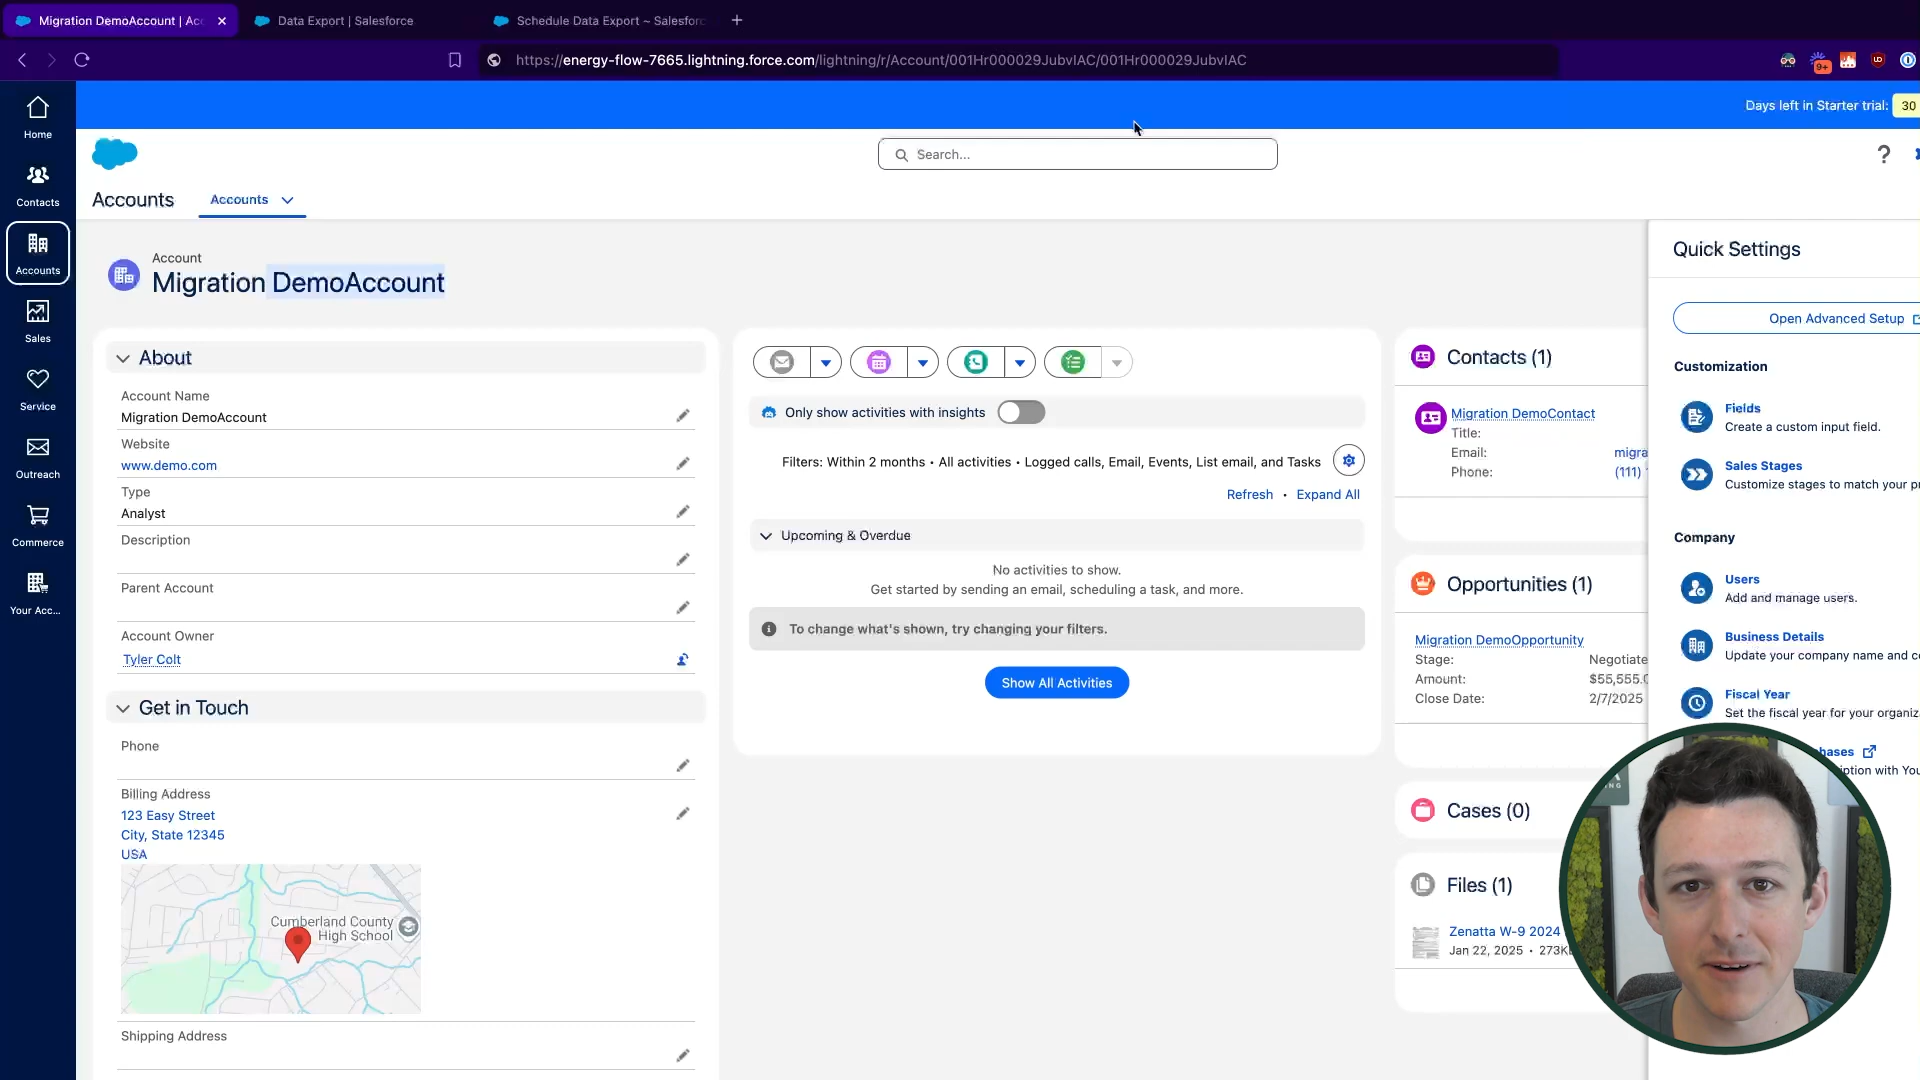 Migration DemoAccount | Acc
Data Export | Salesforce
Schedule Data Export ~ Salesforc
https://energy-flow-7665.lightning.force.com/lightning/r/Account/001Hr000029JubvIAC/001Hr000029JubvIAC
9+
Days left in Starter trial: 30
Home
Contacts
Accounts
Sales
Service
Outreach
Commerce
Your Acc...
Search...
?
Accounts
Accounts
Account
Migration DemoAccount
About
Account Name
Migration DemoAccount
Website
www.demo.com
Type
Analyst
Description
Parent Account
Account Owner
Tyler Colt
Get in Touch
Phone
Billing Address
123 Easy Street
City, State 12345
USA
Cumberland County
High School
Shipping Address
Only show activities with insights
Filters: Within 2 months • All activities • Logged calls, Email, Events, List email, and Tasks
Refresh • Expand All
Upcoming & Overdue
No activities to show.
Get started by sending an email, scheduling a task, and more.
To change what's shown, try changing your filters.
Show All Activities
Contacts (1)
Migration DemoContact
Title:
Email: migra
Phone: (111)
Opportunities (1)
Migration DemoOpportunity
Stage: Negotiate
Amount: $55,555.0
Close Date: 2/7/2025
Cases (0)
Files (1)
Zenatta W-9 2024
Jan 22, 2025 • 273K
Quick Settings
Open Advanced Setup
Customization
Fields
Create a custom input field.
Sales Stages
Customize stages to match your pr
Company
Users
Add and manage users.
Business Details
Update your company name and co
Fiscal Year
Set the fiscal year for your organiza
hases
iption with You